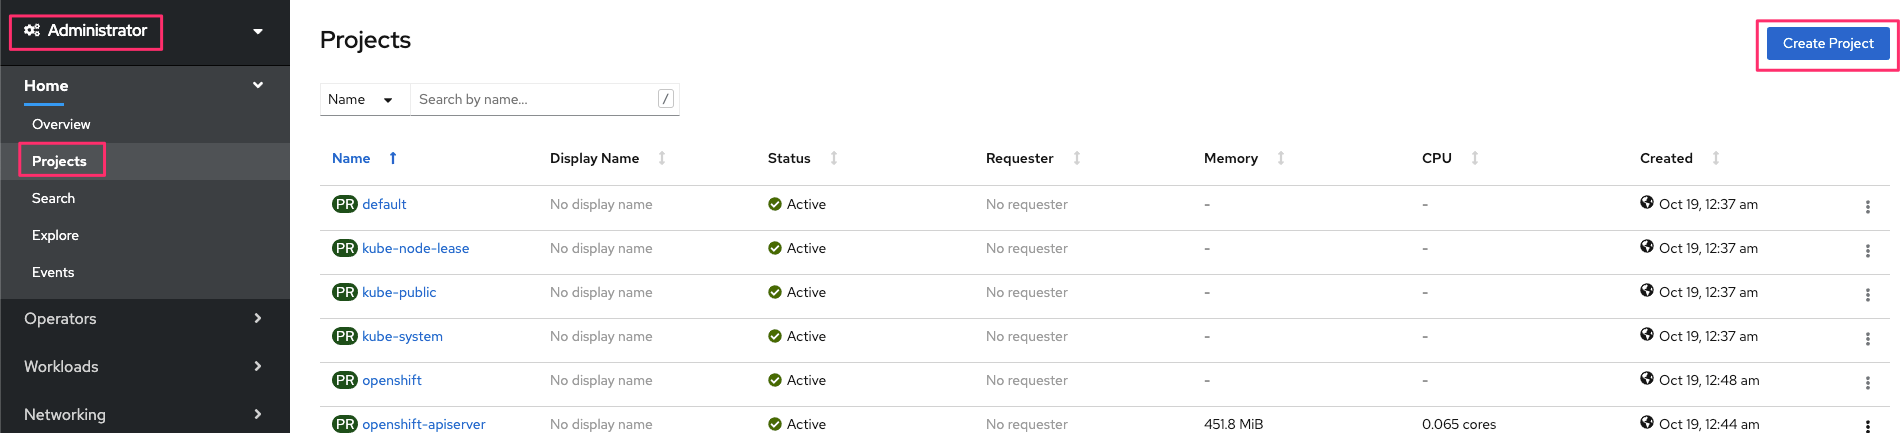 Administrator
Home
Overview
Projects
Search
Explore
Events
Operators
Workloads
Networking
Projects
Create Project
Name Search by name... /
Name Display Name Status Requester Memory CPU Created
PR default No display name Active No requester - - Oct 19, 12:37 am
PR kube-node-lease No display name Active No requester - - Oct 19, 12:37 am
PR kube-public No display name Active No requester - - Oct 19, 12:37 am
PR kube-system No display name Active No requester - - Oct 19, 12:37 am
PR openshift No display name Active No requester - - Oct 19, 12:48 am
PR openshift-apiserver No display name Active No requester 451.8 MiB 0.065 cores Oct 19, 12:44 am